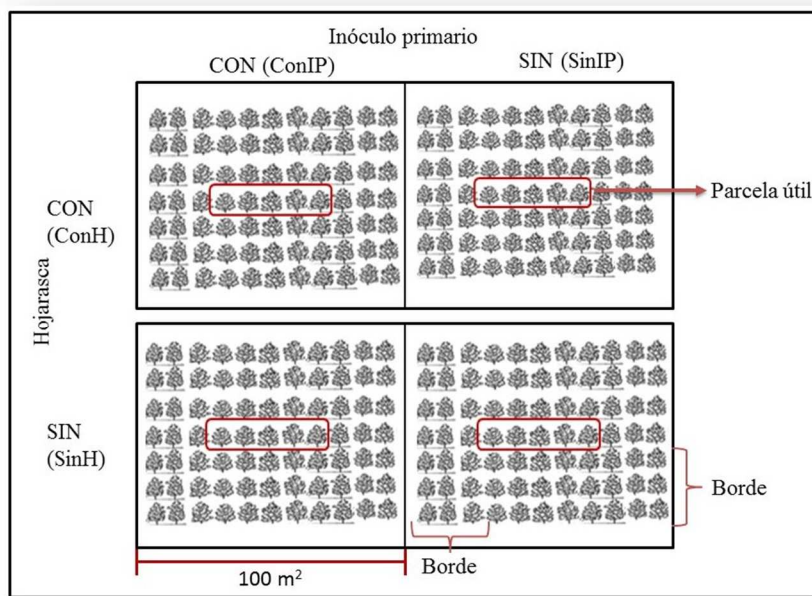 Inóculo primario
CON (ConIP)
SIN (SinIP)
Hojarasca
CON
(ConH)
Parcela útil
SIN
(SinH)
Borde
Borde
100 m²